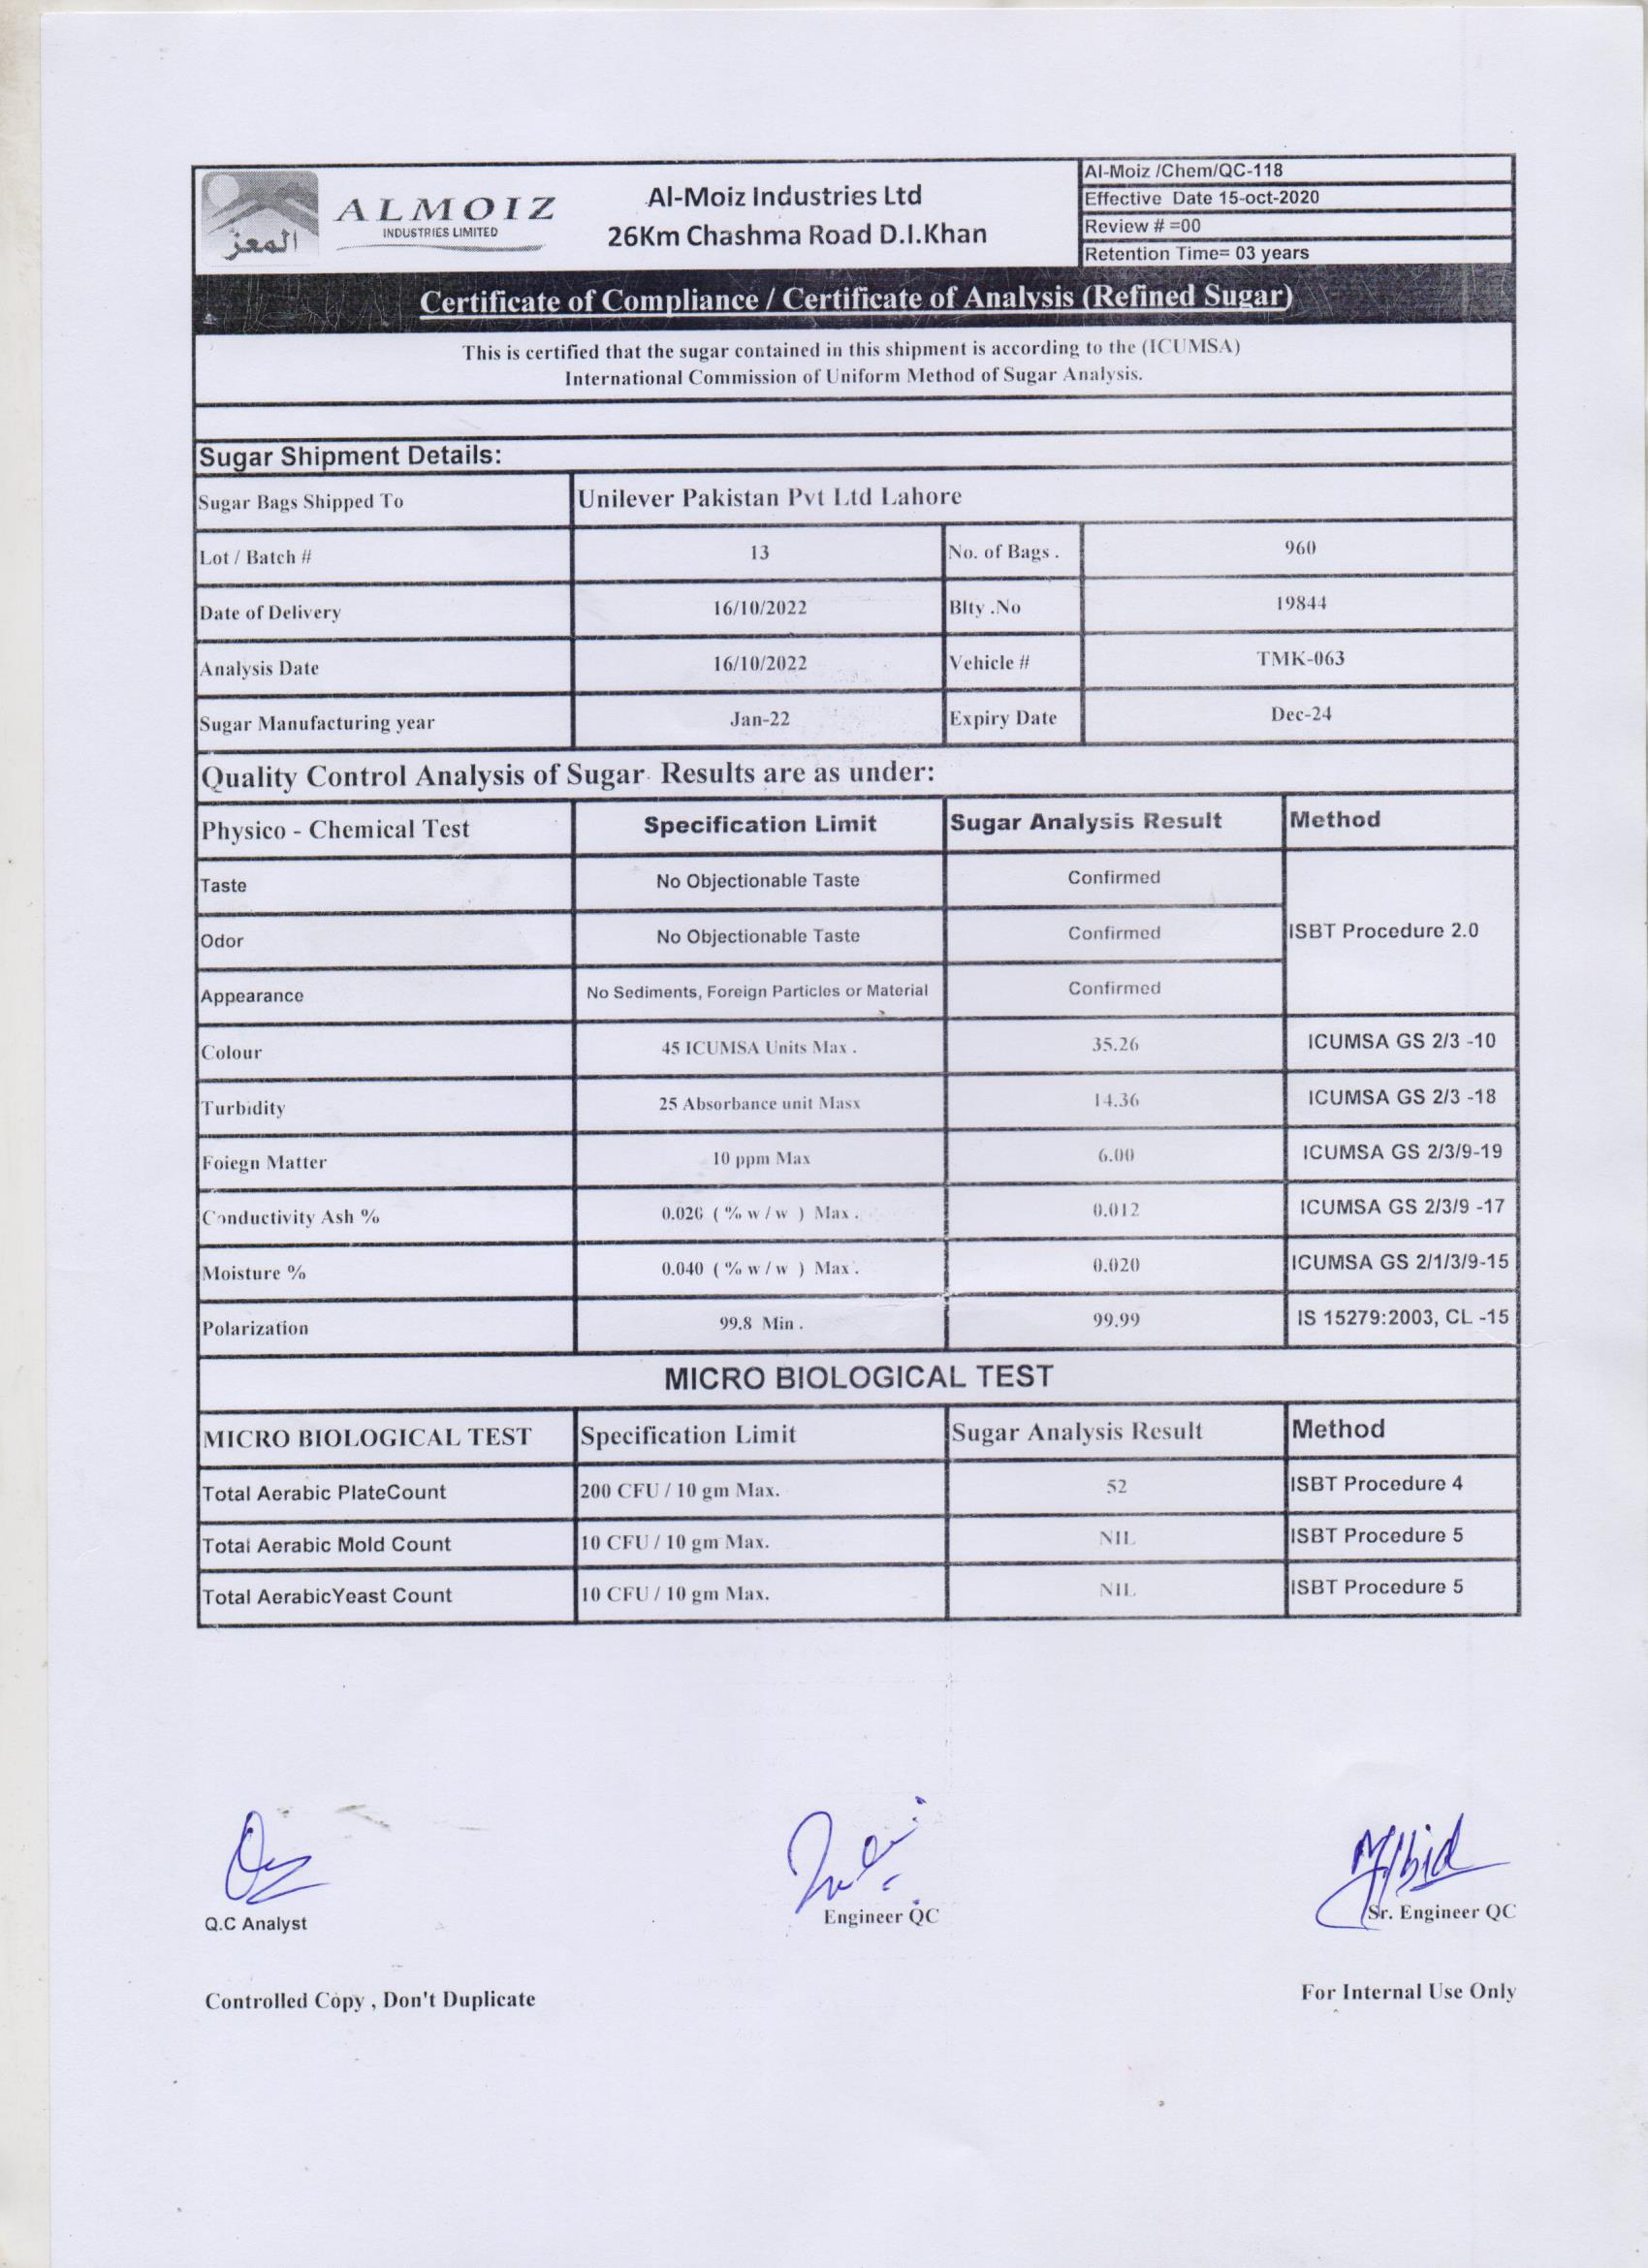 المعز
ALMOIZ
INDUSTRIES LIMITED
Al-Moiz Industries Ltd
26Km Chashma Road D.I.Khan
Al-Moiz /Chem/QC-118
Effective Date 15-oct-2020
Review # =00
Retention Time= 03 years
Certificate of Compliance / Certificate of Analysis (Refined Sugar)
This is certified that the sugar contained in this shipment is according to the (ICUMSA)
International Commission of Uniform Method of Sugar Analysis.
Sugar Shipment Details:
Sugar Bags Shipped To Unilever Pakistan Pvt Ltd Lahore
Lot / Batch # 13 No. of Bags . 960
Date of Delivery 16/10/2022 Blty .No 19844
Analysis Date 16/10/2022 Vehicle # TMK-063
Sugar Manufacturing year Jan-22 Expiry Date Dec-24
Quality Control Analysis of Sugar Results are as under:
Physico - Chemical Test Specification Limit Sugar Analysis Result Method
Taste No Objectionable Taste Confirmed
Odor No Objectionable Taste Confirmed ISBT Procedure 2.0
Appearance No Sediments, Foreign Particles or Material Confirmed
Colour 45 ICUMSA Units Max . 35.26 ICUMSA GS 2/3 -10
Turbidity 25 Absorbance unit Masx 14.36 ICUMSA GS 2/3 -18
Foiegn Matter 10 ppm Max 6.00 ICUMSA GS 2/3/9-19
Conductivity Ash % ( % w / w ) Max . 0.012 ICUMSA GS 2/3/9 -17
Moisture % 0.040 ( % w / w ) Max . 0.020 ICUMSA GS 2/1/3/9-15
Polarization 99.8 Min . 99.99 IS 15279:2003, CL -15
MICRO BIOLOGICAL TEST
MICRO BIOLOGICAL TEST Specification Limit Sugar Analysis Result Method
Total Aerabic PlateCount 200 CFU / 10 gm Max. 52 ISBT Procedure 4
Total Aerabic Mold Count 10 CFU / 10 gm Max. NIL ISBT Procedure 5
Total AerabicYeast Count 10 CFU / 10 gm Max. NIL ISBT Procedure 5
Q.C Analyst Engineer QC Sr. Engineer QC
Controlled Copy , Don't Duplicate For Internal Use Only